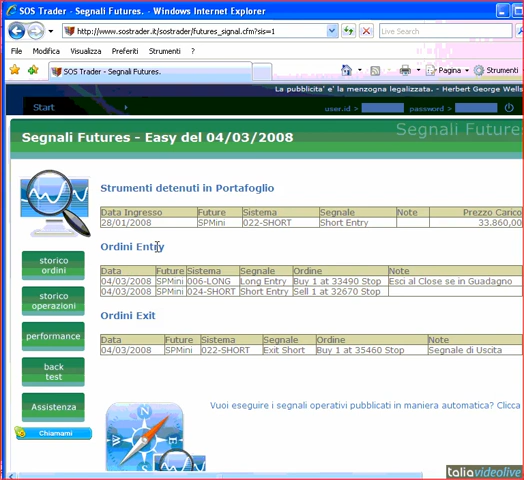 SOS Trader - Segnali Futures. - Windows Internet Explorer
http://www.sostrader.it/sostrader/futures_signal.cfm?sis=1
Live Search
File Modifica Visualizza Preferiti Strumenti ?
SOS Trader - Segnali Futures.
Pagina Strumenti
La pubblicita' e' la menzogna legalizzata. - Herbert George Wells
Start user.id > password >
Segnali Futures
Segnali Futures - Easy del 04/03/2008
Strumenti detenuti in Portafoglio
Data Ingresso Future Sistema Segnale Note Prezzo Carico
28/01/2008 SPMini 022-SHORT Short Entry 33.860,00
Ordini Entry
Data Future Sistema Segnale Ordine Note
04/03/2008 SPMini 006-LONG Long Entry Buy 1 at 33490 Stop Esci al Close se in Guadagno
04/03/2008 SPMini 024-SHORT Short Entry Sell 1 at 32670 Stop
Ordini Exit
Data Future Sistema Segnale Ordine Note
04/03/2008 SPMini 022-SHORT Exit Short Buy 1 at 35460 Stop Segnale di Uscita
storico
ordini
storico
operazioni
performance
back
test
Assistenza
Chiamami
Vuoi eseguire i segnali operativi pubblicati in maniera automatica? Clicca
N
W
E
taliavideolive